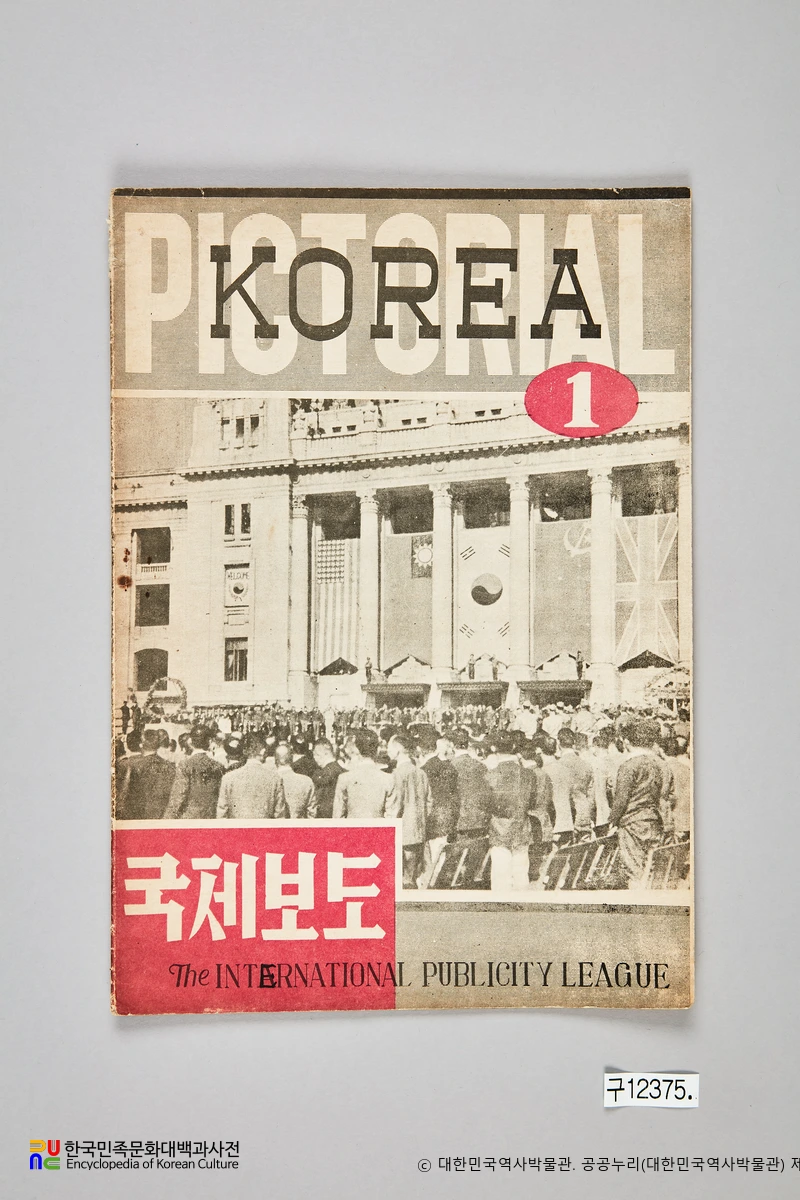 PICTORIAL
KOREA
1
WELCOME
국제보도
The INTERNATIONAL PUBLICITY LEAGUE
구12375.
한국민족문화대백과사전
Encyclopedia of Korean Culture
© 대한민국역사박물관. 공공누리(대한민국역사박물관) 제